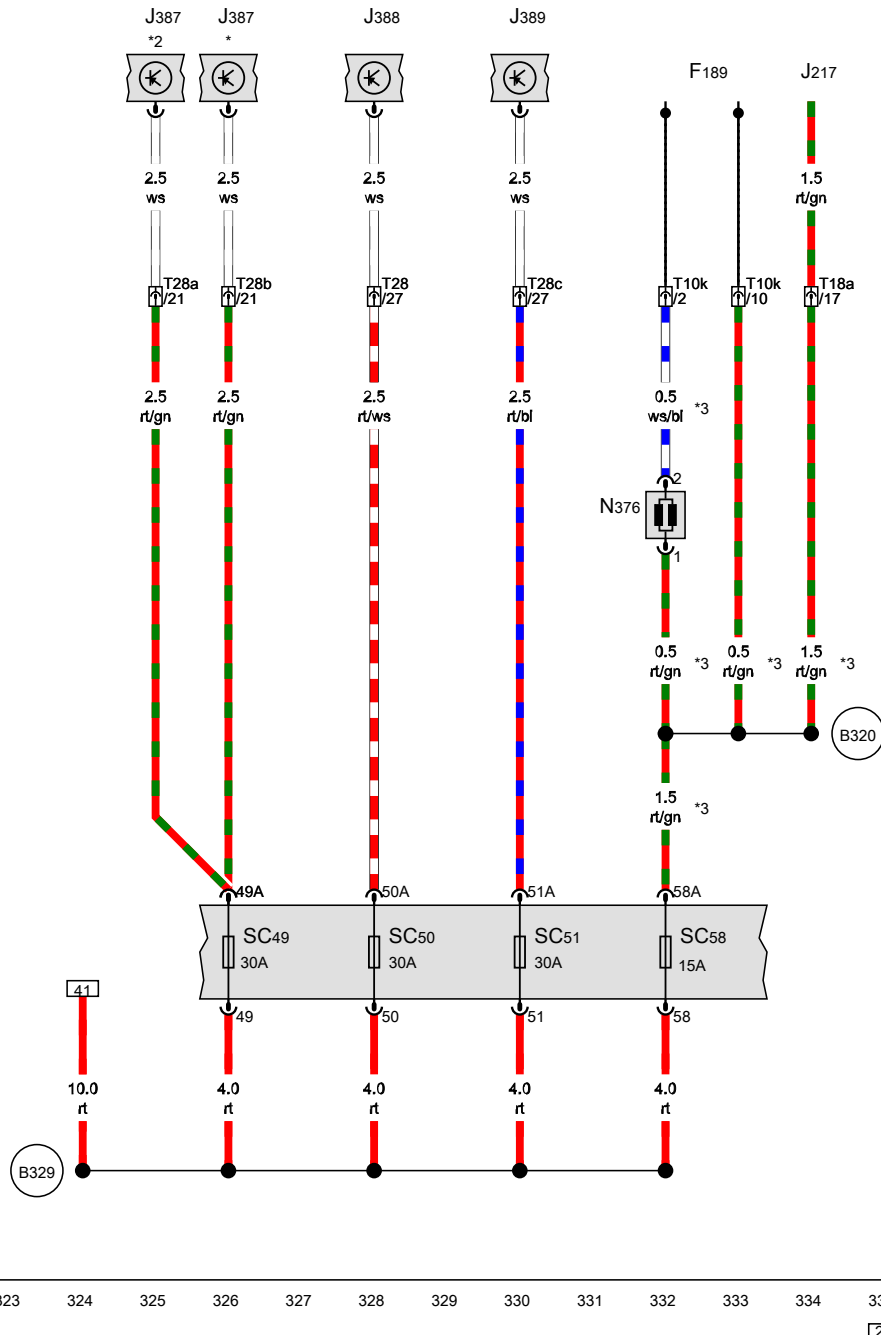 J387 J387 J388 J389
*2 *
F189 J217
2.5 2.5 2.5 2.5 1.5
ws ws ws ws rt/gn
T28a T28b T28 T28c T10k T10k T18a
/21 /21 /27 /27 /2 /10 /17
2.5 2.5 2.5 2.5 0.5
rt/gn rt/gn rt/ws rt/bl ws/bl *3
2
N376
1
0.5 0.5 1.5
rt/gn *3 rt/gn *3 rt/gn *3
B320
1.5
rt/gn *3
49A 50A 51A 58A
SC49 SC50 SC51 SC58
30A 30A 30A 15A
41
49 50 51 58
10.0 4.0 4.0 4.0 4.0
rt rt rt rt rt
B329
324 325 326 327 328 329 330 331 332 333 334